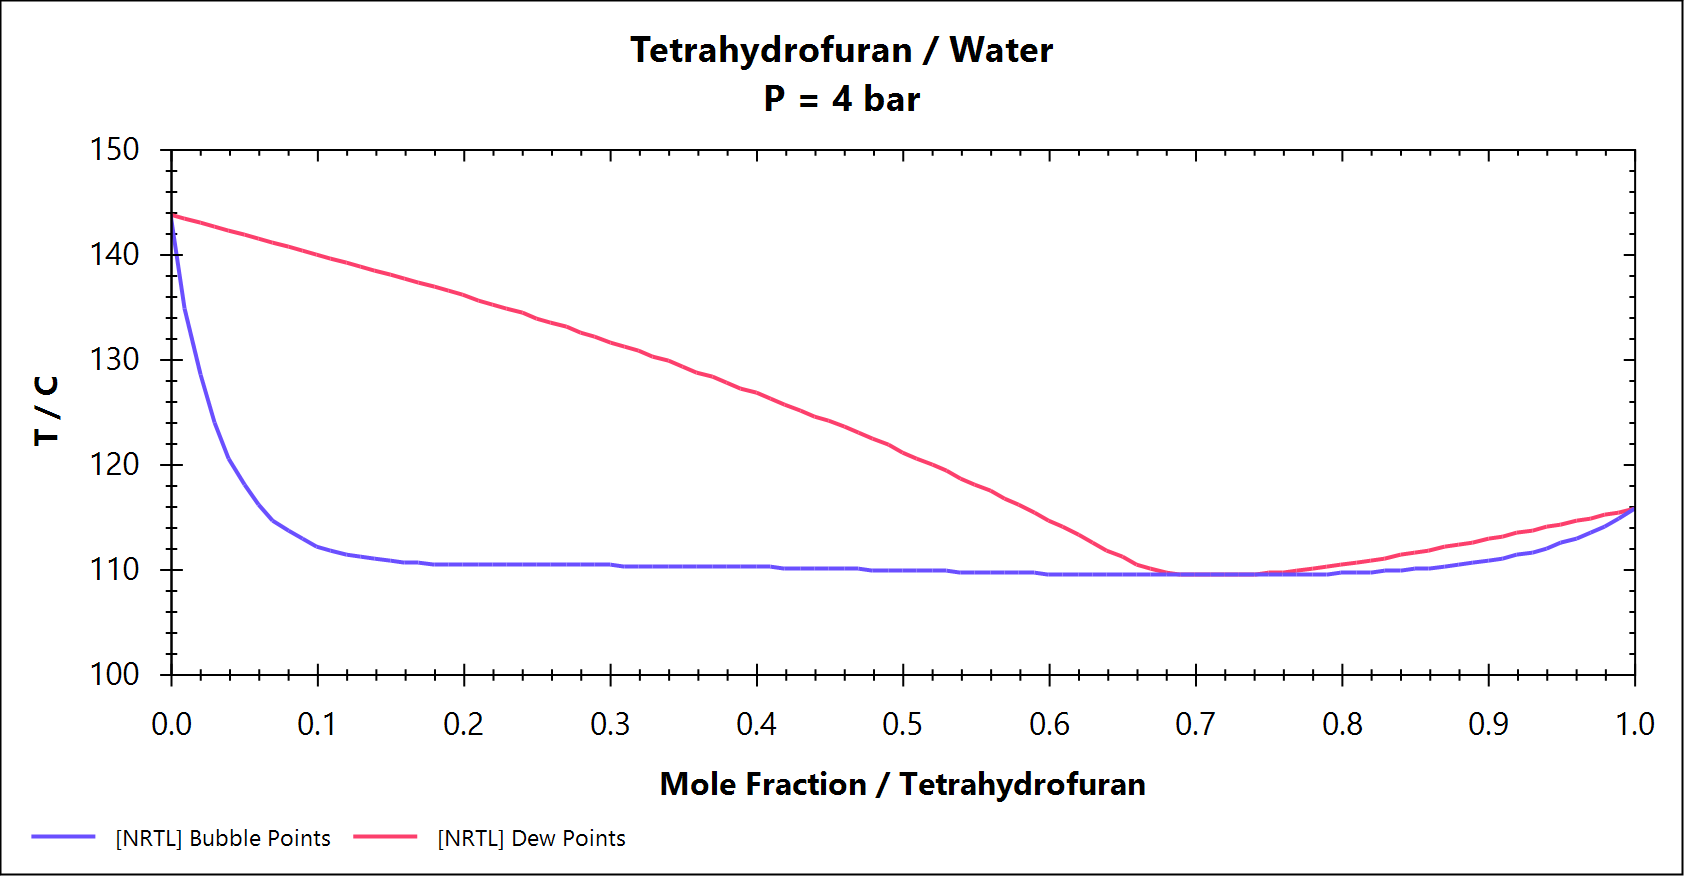 Tetrahydrofuran / Water
P = 4 bar
150
140
130
120
110
100
T / C
0.0 0.1 0.2 0.3 0.4 0.5 0.6 0.7 0.8 0.9 1.0
Mole Fraction / Tetrahydrofuran
[NRTL] Bubble Points [NRTL] Dew Points